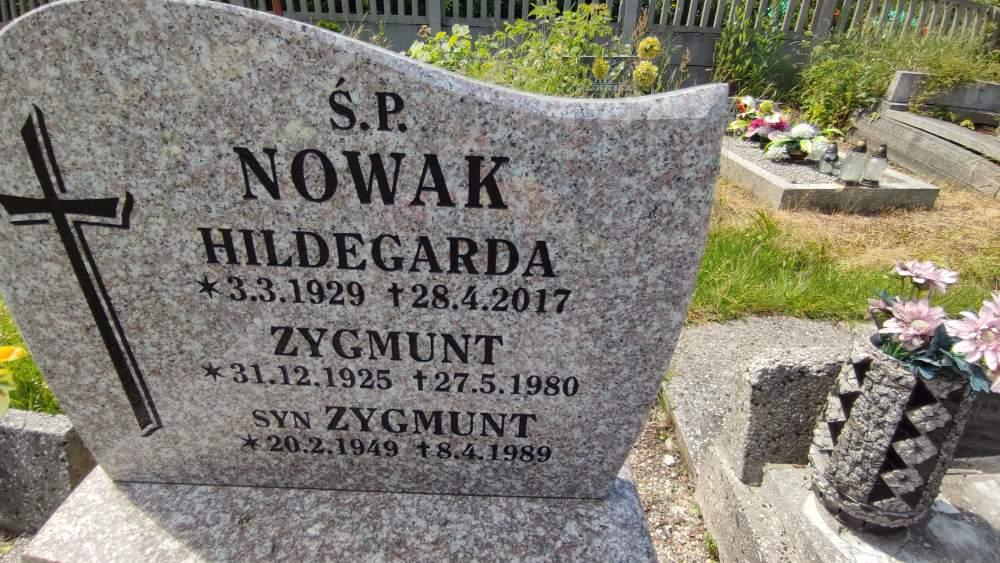 Ś.P.
NOWAK
HILDEGARDA
*3.3.1929 †28.4.2017
ZYGMUNT
*31.12.1925 †27.5.1980
SYN ZYGMUNT
*20.2.1949 †8.4.1989